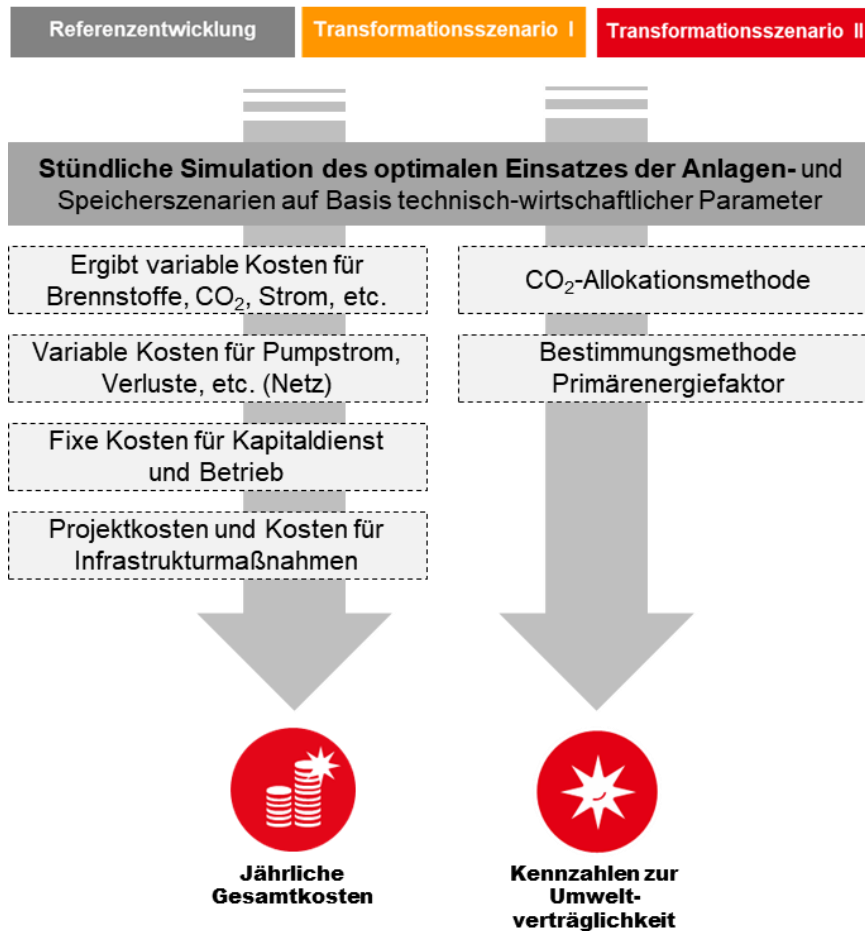 Referenzentwicklung
Transformationsszenario I
Transformationsszenario II
Stündliche Simulation des optimalen Einsatzes der Anlagen- und
Speicherszenarien auf Basis technisch-wirtschaftlicher Parameter
Ergibt variable Kosten für
Brennstoffe, CO₂, Strom, etc.
Variable Kosten für Pumpstrom,
Verluste, etc. (Netz)
Fixe Kosten für Kapitaldienst
und Betrieb
Projektkosten und Kosten für
Infrastrukturmaßnahmen
CO₂-Allokationsmethode
Bestimmungsmethode
Primärenergiefaktor
Jährliche
Gesamtkosten
Kennzahlen zur
Umwelt-
verträglichkeit